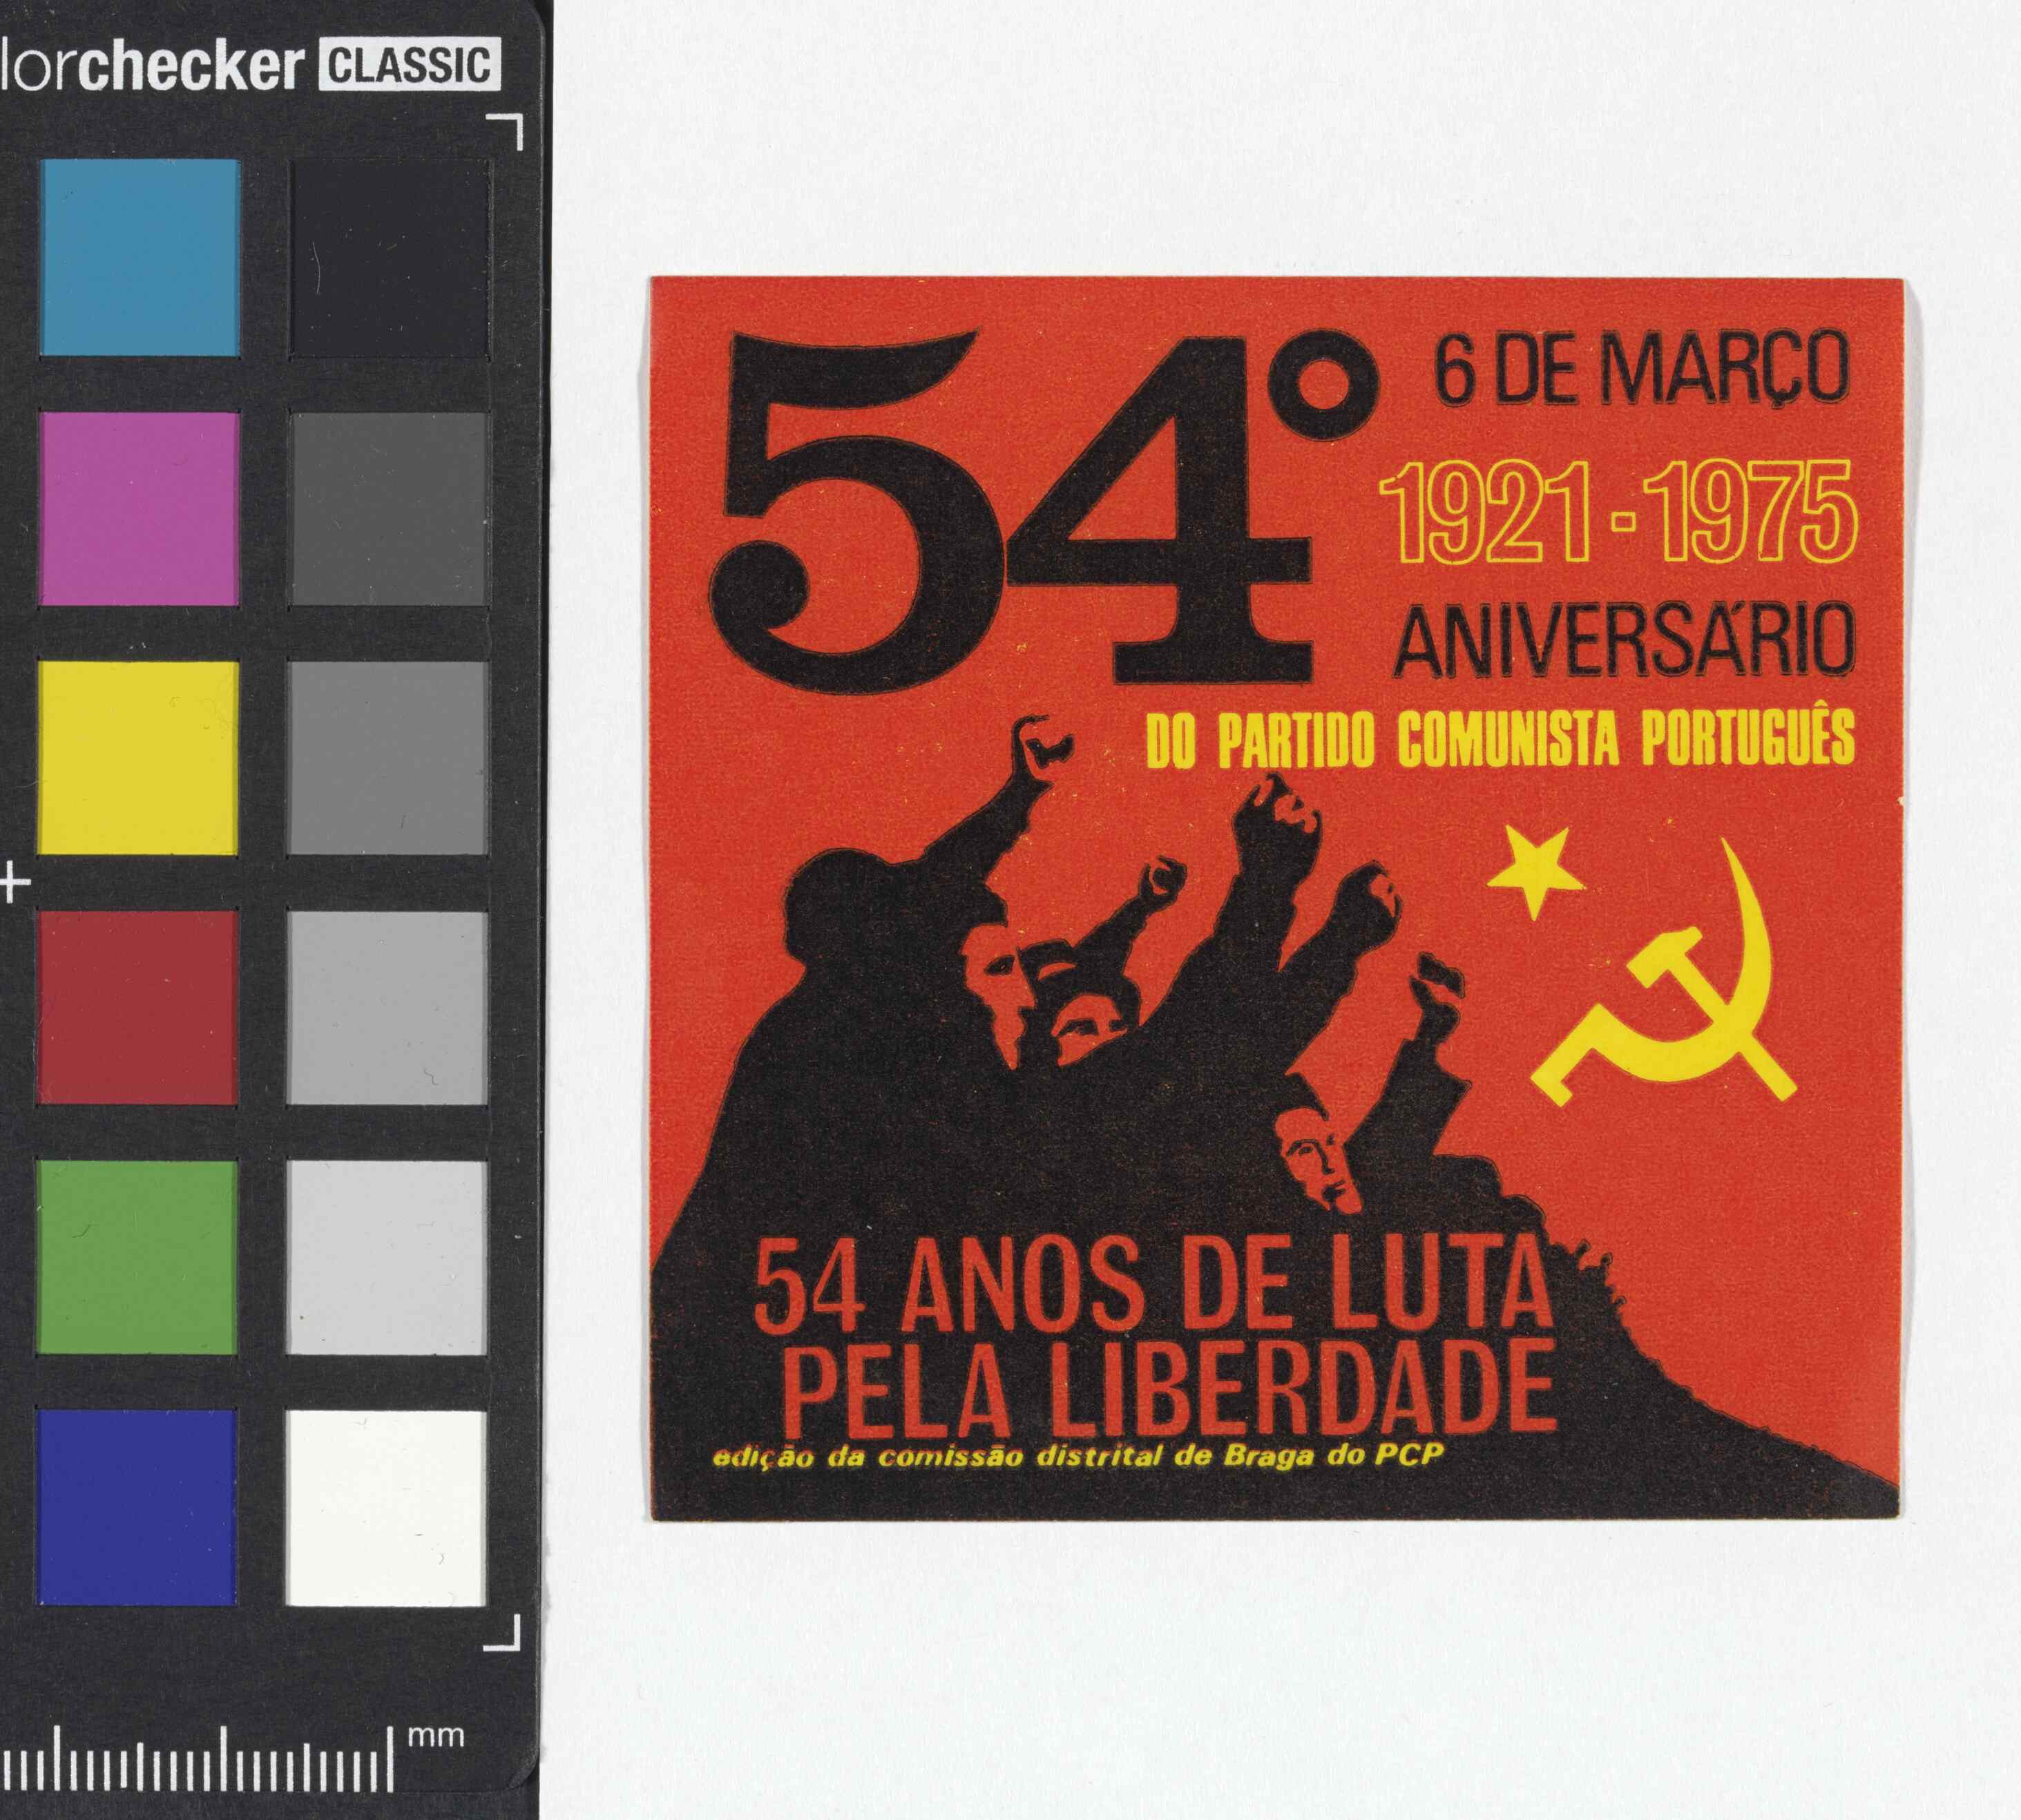 lorchecker CLASSIC
54º
6 DE MARÇO
1921-1975
ANIVERSÁRIO
DO PARTIDO COMUNISTA PORTUGUÊS
54 ANOS DE LUTA
PELA LIBERDADE
edição da comissão distrital de Braga do PCP
mm